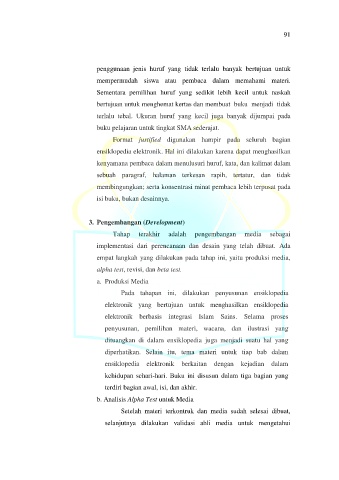 91
penggunaan jenis huruf yang tidak terlalu banyak bertujuan untuk
mempermudah siswa atau pembaca dalam memahami materi.
Sementara pemilihan huruf yang sedikit lebih kecil untuk naskah
bertujuan untuk menghemat kertas dan membuat buku menjadi tidak
terlalu tebal. Ukuran huruf yang kecil juga banyak dijumpai pada
buku pelajaran untuk tingkat SMA sederajat.
Format justified digunakan hampir pada seluruh bagian
ensiklopedia elektronik. Hal ini dilakukan karena dapat menghasilkan
kenyamana pembaca dalam menulusuri huruf, kata, dan kalimat dalam
sebuah paragraf, halaman terkesan rapih, teratur, dan tidak
membingungkan; serta konsentrasi minat pembaca lebih terpusat pada
isi buku, bukan desainnya.
3. Pengembangan (Development)
Tahap terakhir adalah pengembangan media sebagai
implementasi dari perencanaan dan desain yang telah dibuat. Ada
empat langkah yang dilakukan pada tahap ini, yaitu produksi media,
alpha test, revisi, dan beta test.
a. Produksi Media
Pada tahapan ini, dilakukan penyusunan ensiklopedia
elektronik yang bertujuan untuk menghasilkan ensiklopedia
elektronik berbasis integrasi Islam Sains. Selama proses
penyusunan, pemilihan materi, wacana, dan ilustrasi yang
dituangkan di dalam ensiklopedia juga menjadi suatu hal yang
diperhatikan. Selain itu, tema materi untuk tiap bab dalam
ensiklopedia elektronik berkaitan dengan kejadian dalam
kehidupan sehari-hari. Buku ini disusun dalam tiga bagian yang
terdiri bagian awal, isi, dan akhir.
b. Analisis Alpha Test untuk Media
Setelah materi terkontruk dan media sudah selesai dibuat,
selanjutnya dilakukan validasi ahli media untuk mengetahui